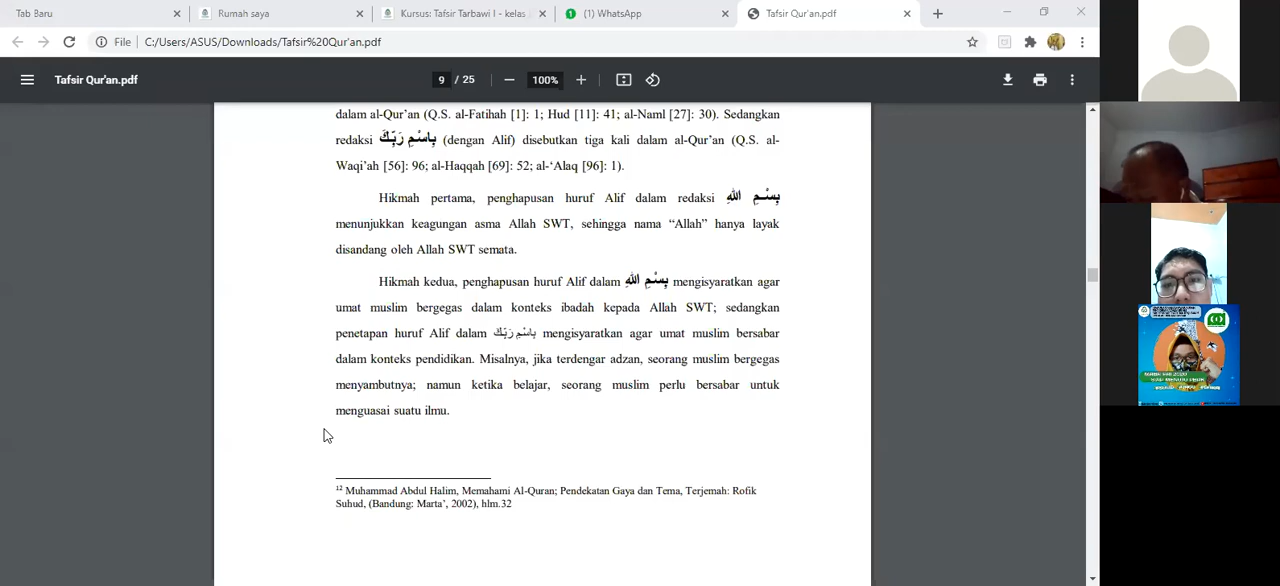 Tab Baru
Rumah saya
Kursus: Tafsir Tarbawi I - kelas
(1) WhatsApp
Tafsir Qur'an.pdf
File C:/Users/ASUS/Downloads/Tafsir%20Qur'an.pdf
Tafsir Qur'an.pdf
9 / 25
100%
dalam al-Qur'an (Q.S. al-Fatihah [1]: 1; Hud [11]: 41; al-Naml [27]: 30). Sedangkan
redaksi بِاسْمِ رَبِّكَ (dengan Alif) disebutkan tiga kali dalam al-Qur'an (Q.S. al-
Waqi'ah [56]: 96; al-Haqqah [69]: 52; al-'Alaq [96]: 1).
Hikmah pertama, penghapusan huruf Alif dalam redaksi بِسْمِ اللهِ
menunjukkan keagungan asma Allah SWT, sehingga nama “Allah” hanya layak
disandang oleh Allah SWT semata.
Hikmah kedua, penghapusan huruf Alif dalam بِسْمِ اللهِ mengisyaratkan agar
umat muslim bergegas dalam konteks ibadah kepada Allah SWT; sedangkan
penetapan huruf Alif dalam بِاسْمِ رَبِّكَ mengisyaratkan agar umat muslim bersabar
dalam konteks pendidikan. Misalnya, jika terdengar adzan, seorang muslim bergegas
menyambutnya; namun ketika belajar, seorang muslim perlu bersabar untuk
menguasai suatu ilmu.
12 Muhammad Abdul Halim, Memahami Al-Quran; Pendekatan Gaya dan Tema, Terjemah: Rofik
Suhud, (Bandung: Marta', 2002), hlm.32